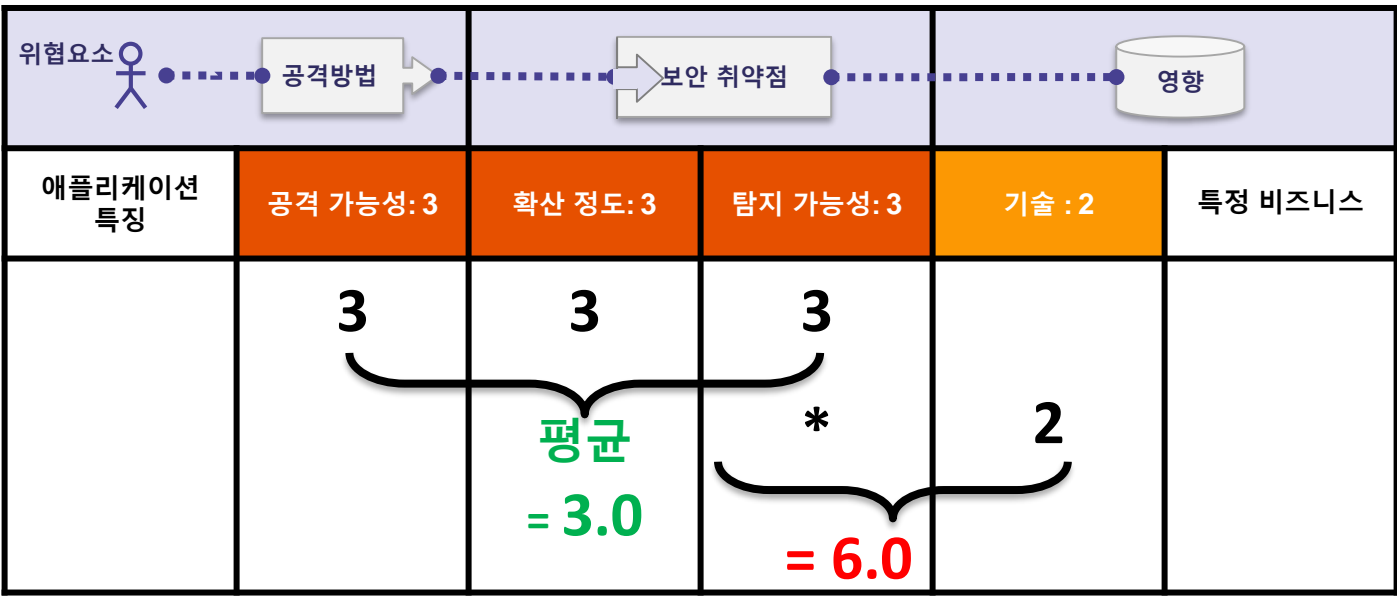 위협요소
공격방법
보안 취약점
영향
애플리케이션
특징
공격 가능성: 3
확산 정도: 3
탐지 가능성: 3
기술 : 2
특정 비즈니스
3
3
3
평균
= 3.0
*
2
= 6.0